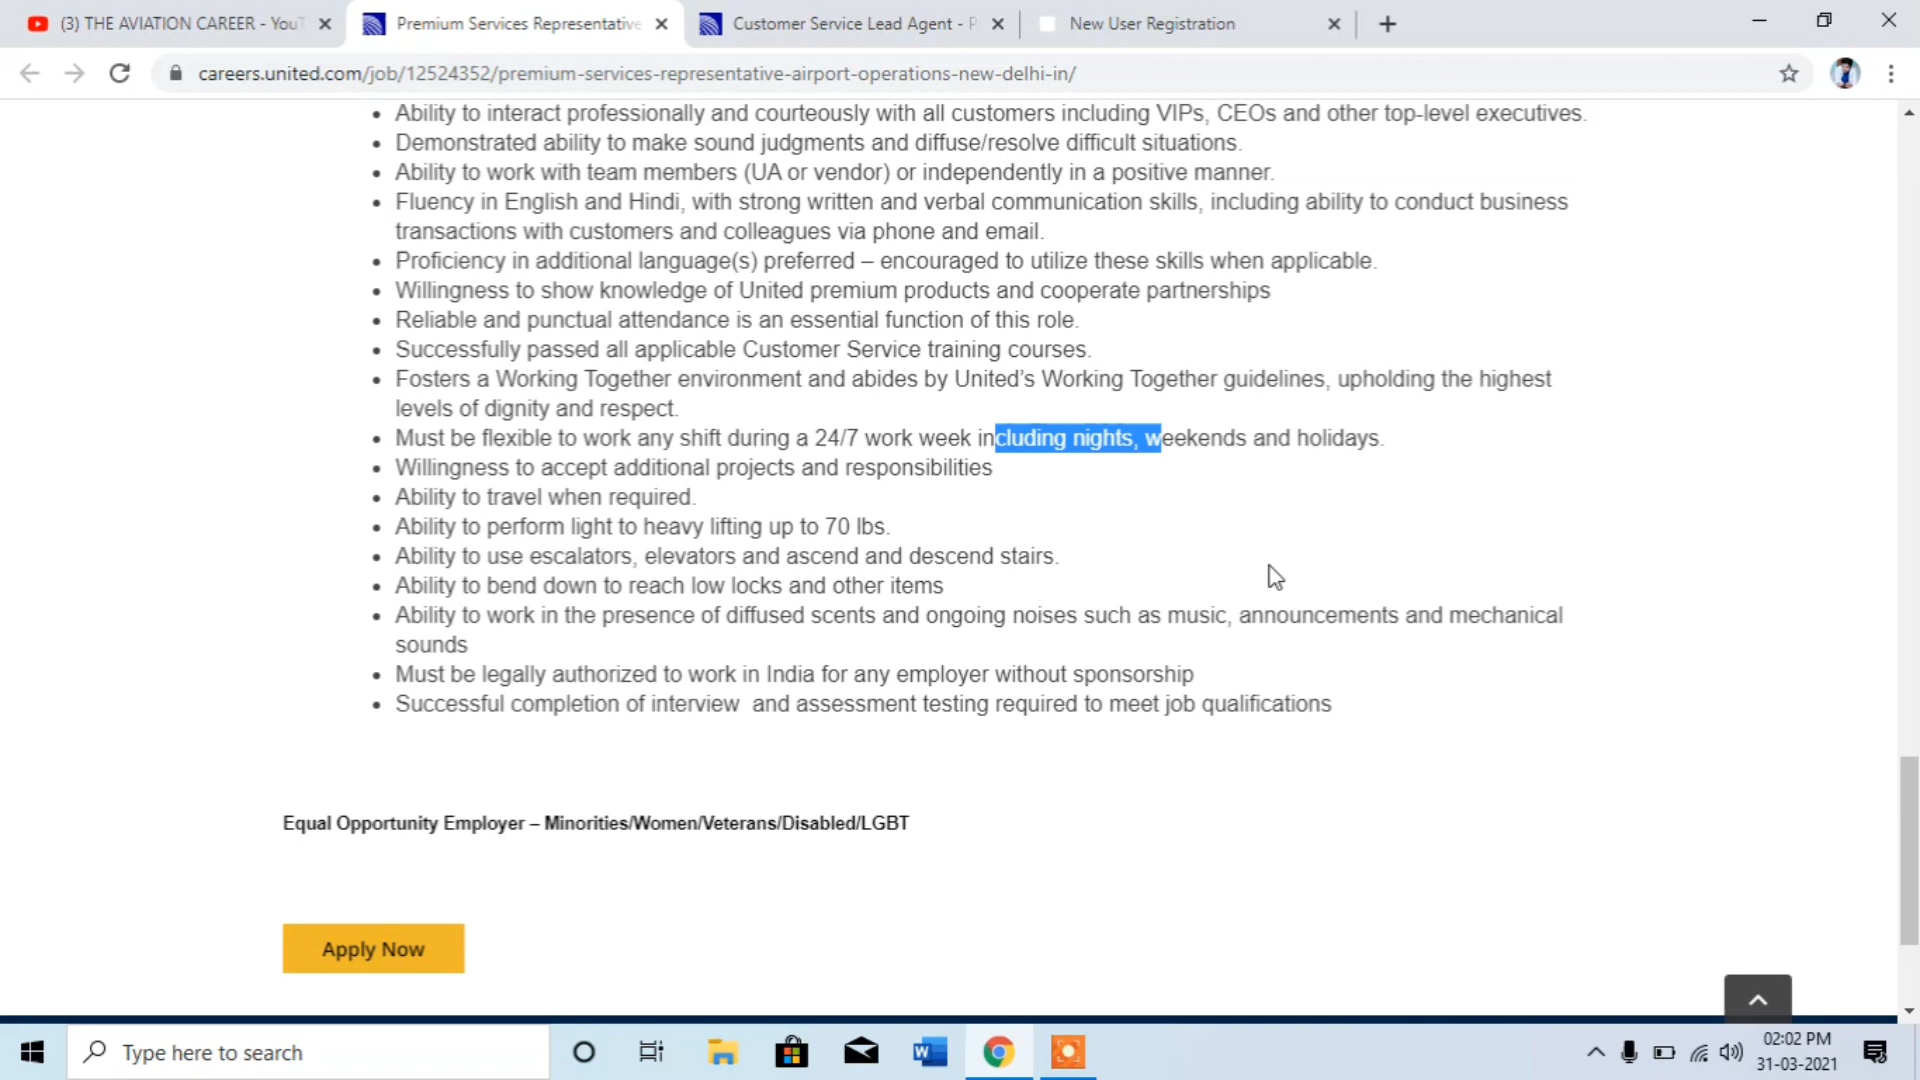 (3) THE AVIATION CAREER - YouT
Premium Services Representative
Customer Service Lead Agent - P
New User Registration
careers.united.com/job/12524352/premium-services-representative-airport-operations-new-delhi-in/
• Ability to interact professionally and courteously with all customers including VIPs, CEOs and other top-level executives.
• Demonstrated ability to make sound judgments and diffuse/resolve difficult situations.
• Ability to work with team members (UA or vendor) or independently in a positive manner.
• Fluency in English and Hindi, with strong written and verbal communication skills, including ability to conduct business
transactions with customers and colleagues via phone and email.
• Proficiency in additional language(s) preferred – encouraged to utilize these skills when applicable.
• Willingness to show knowledge of United premium products and cooperate partnerships
• Reliable and punctual attendance is an essential function of this role.
• Successfully passed all applicable Customer Service training courses.
• Fosters a Working Together environment and abides by United’s Working Together guidelines, upholding the highest
levels of dignity and respect.
• Must be flexible to work any shift during a 24/7 work week including nights, weekends and holidays.
• Willingness to accept additional projects and responsibilities
• Ability to travel when required.
• Ability to perform light to heavy lifting up to 70 lbs.
• Ability to use escalators, elevators and ascend and descend stairs.
• Ability to bend down to reach low locks and other items
• Ability to work in the presence of diffused scents and ongoing noises such as music, announcements and mechanical
sounds
• Must be legally authorized to work in India for any employer without sponsorship
• Successful completion of interview  and assessment testing required to meet job qualifications
Equal Opportunity Employer – Minorities/Women/Veterans/Disabled/LGBT
Apply Now
Type here to search
02:02 PM
31-03-2021